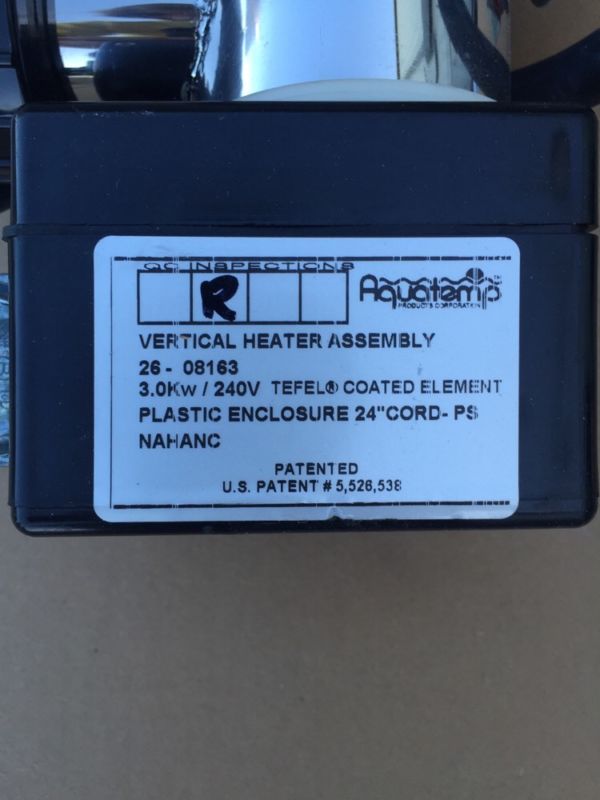 QC INSPECTIONS
R
Aquatemp™
PRODUCTS CORPORATION
VERTICAL HEATER ASSEMBLY
26 - 08163
3.0Kw / 240V TEFEL® COATED ELEMENT
PLASTIC ENCLOSURE 24"CORD- PS
NAHANC
PATENTED
U.S. PATENT # 5,526,538